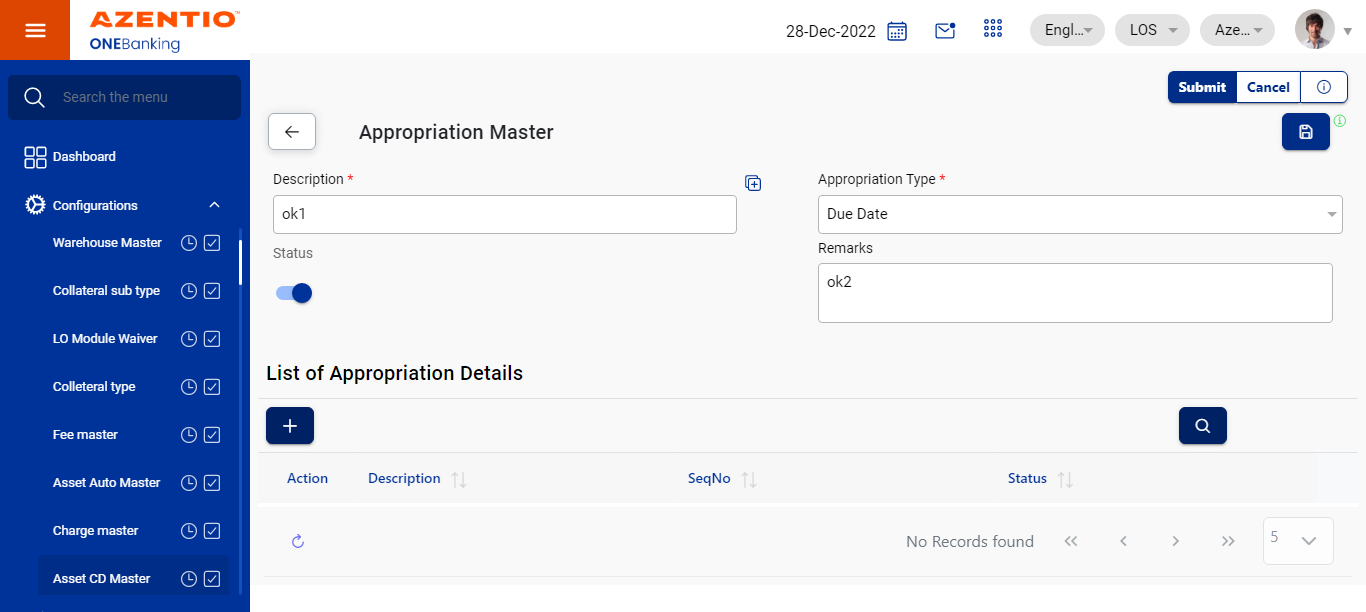 AZENTIO™
ONEBanking
28-Dec-2022
Engl...
LOS
Aze...
Search the menu
Dashboard
Configurations
Warehouse Master
Collateral sub type
LO Module Waiver
Colleteral type
Fee master
Asset Auto Master
Charge master
Asset CD Master
Submit
Cancel
Appropriation Master
Description *
ok1
Appropriation Type *
Due Date
Status
Remarks
ok2
List of Appropriation Details
Action
Description
SeqNo
Status
No Records found
5